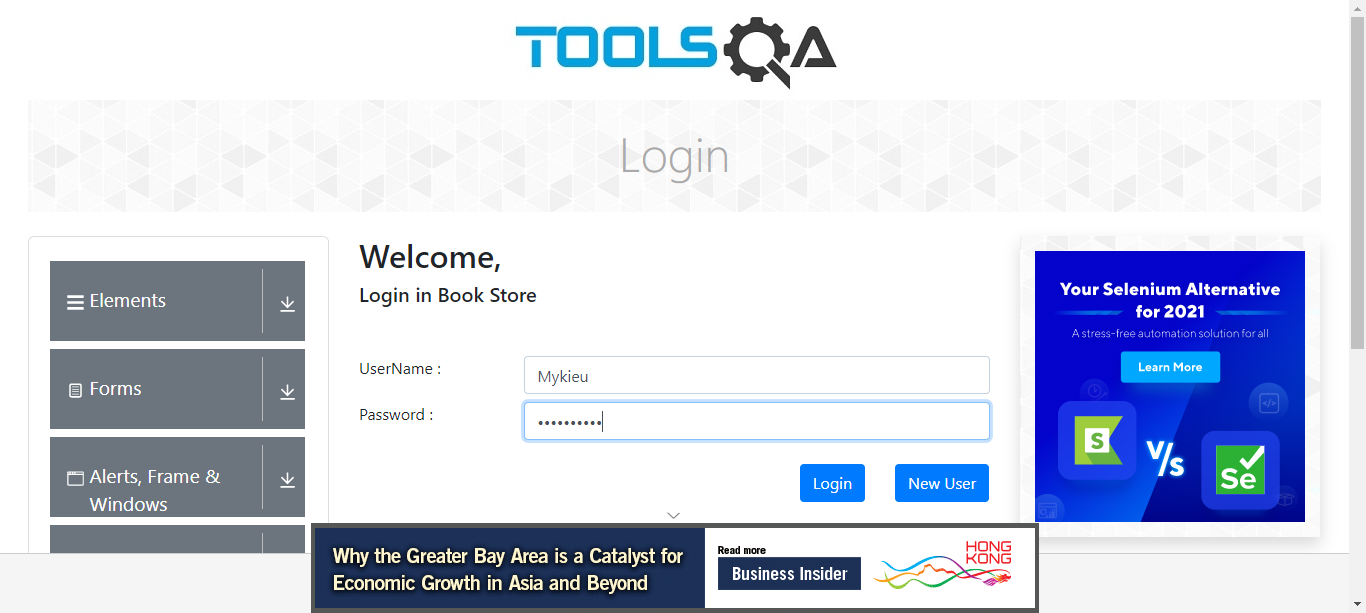 TOOLSQA
Login
Elements
Forms
Alerts, Frame &
Windows
Welcome,
Login in Book Store
UserName :
Mykieu
Password :
••••••••••
Login
New User
Your Selenium Alternative
for 2021
A stress-free automation solution for all
Learn More
S
V/s
Se
Why the Greater Bay Area is a Catalyst for
Economic Growth in Asia and Beyond
Read more
Business Insider
HONG
KONG